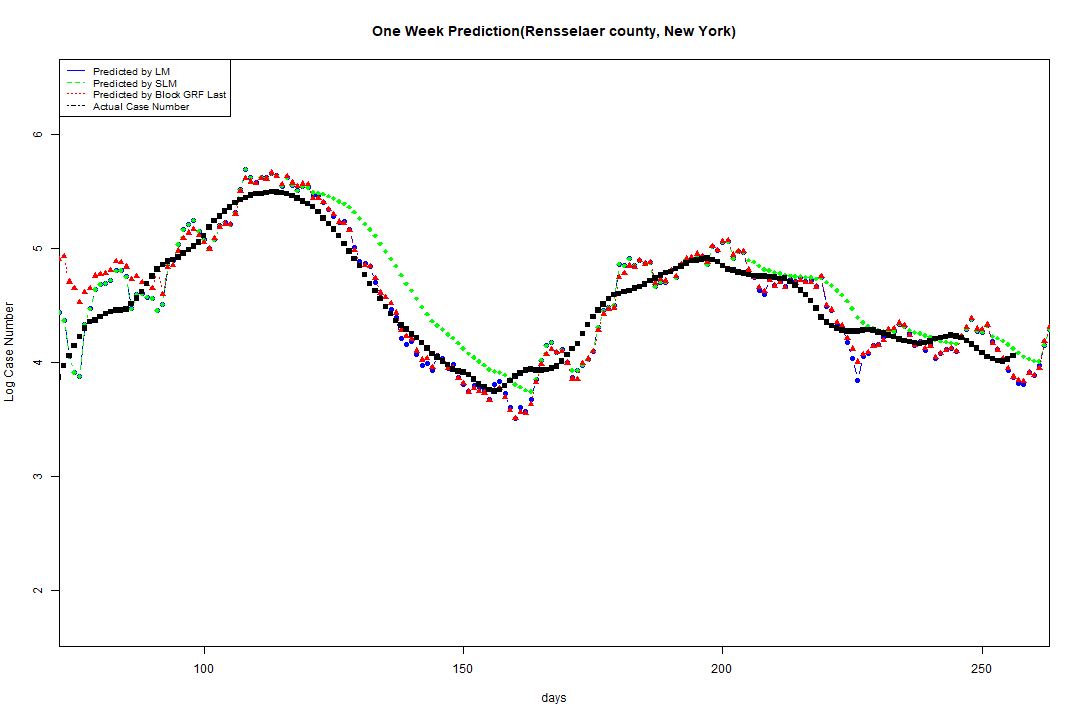 One Week Prediction(Rensselaer county, New York)
Predicted by LM
Predicted by SLM
Predicted by Block GRF Last
Actual Case Number
6
5
4
3
2
Log Case Number
100
150
200
250
days